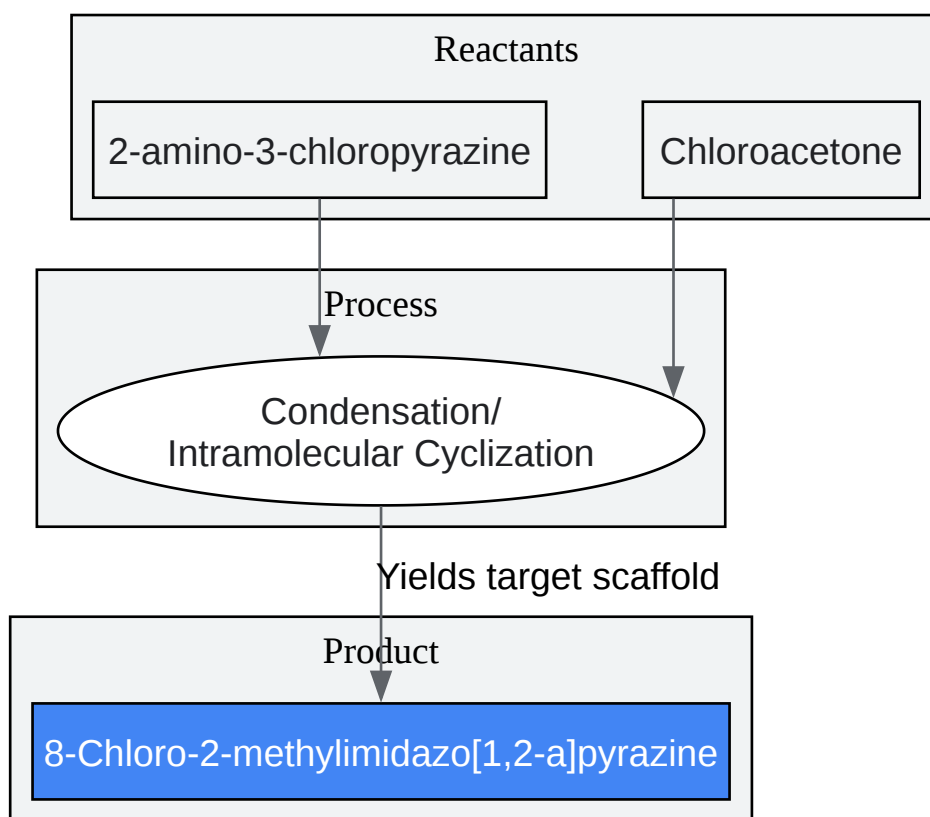 Reactants
2-amino-3-chloropyrazine
Chloroacetone
Process
Condensation/
Intramolecular Cyclization
Yields target scaffold
Product
8-Chloro-2-methylimidazo[1,2-a]pyrazine